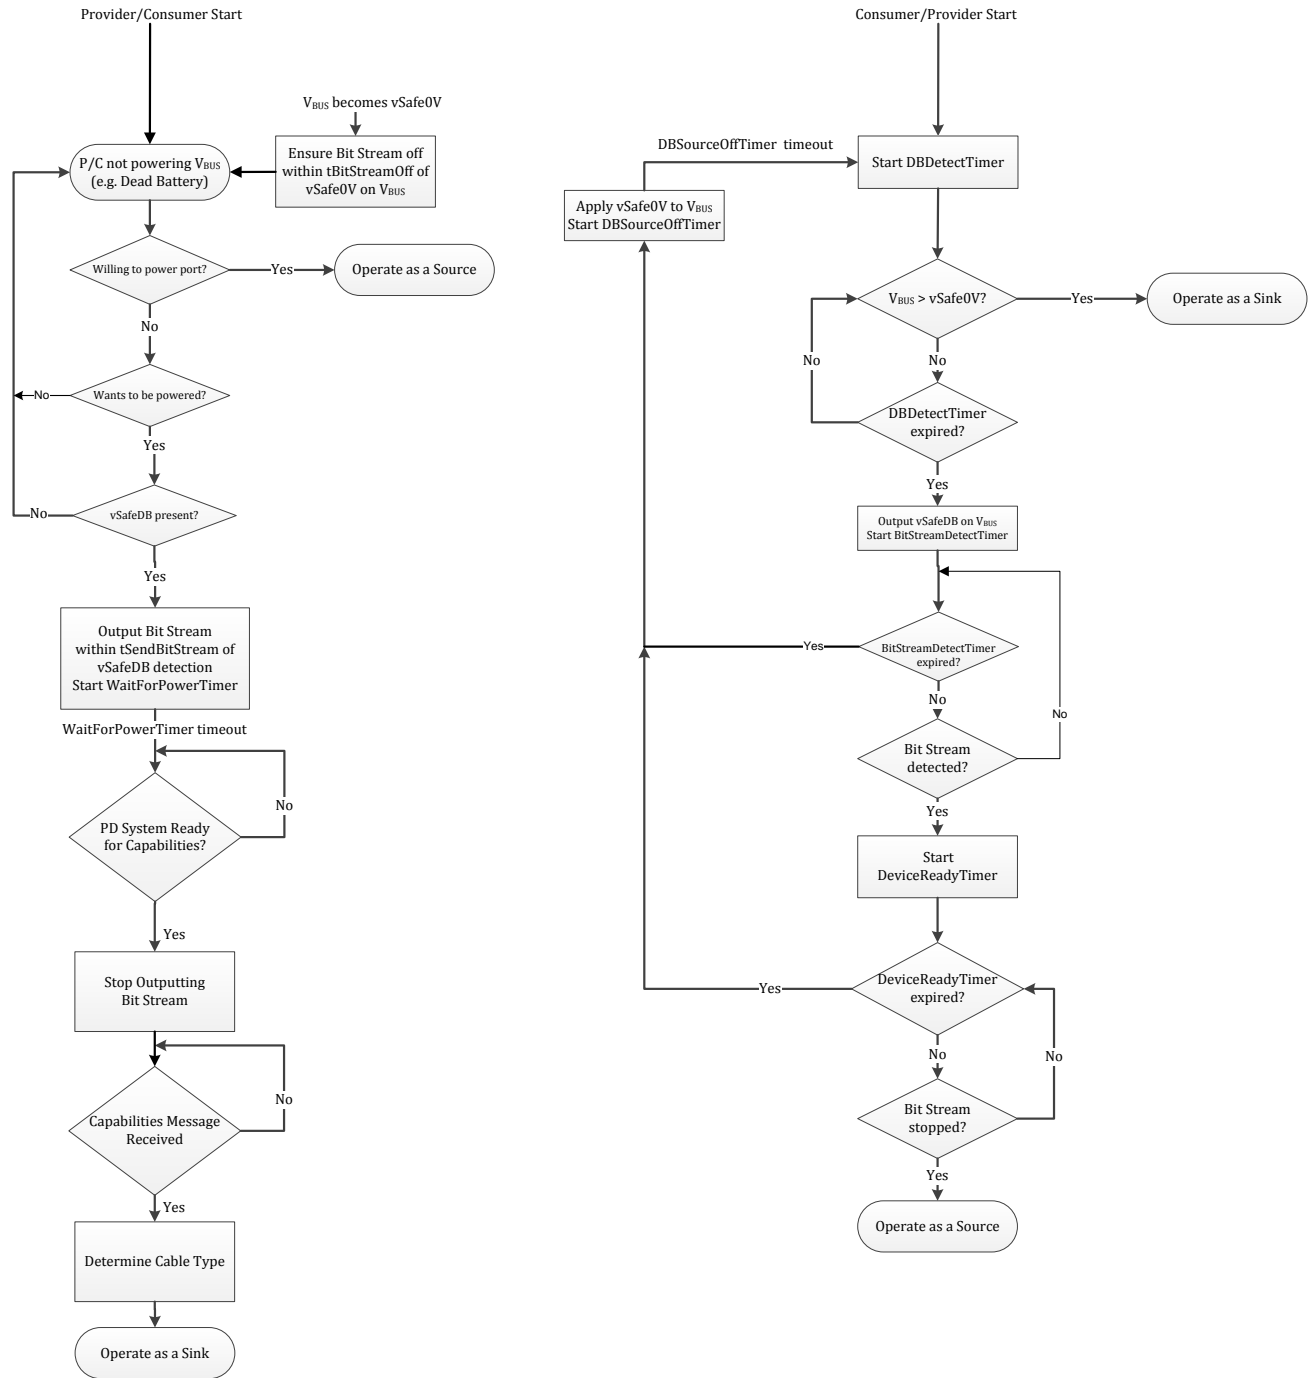 Provider/Consumer Start
VBUS becomes vSafe0V
Ensure Bit Stream off
within tBitStreamOff of
vSafe0V on VBUS
P/C not powering VBUS
(e.g. Dead Battery)
Willing to power port?
Yes
Operate as a Source
No
Wants to be powered?
No
Yes
vSafeDB present?
No
Yes
Output Bit Stream
within tSendBitStream of
vSafeDB detection
Start WaitForPowerTimer
WaitForPowerTimer timeout
PD System Ready
for Capabilities?
No
Yes
Stop Outputting
Bit Stream
Capabilities Message
Received
No
Yes
Determine Cable Type
Operate as a Sink
Consumer/Provider Start
DBSourceOffTimer timeout
Start DBDetectTimer
Apply vSafe0V to VBUS
Start DBSourceOffTimer
VBUS > vSafe0V?
Yes
Operate as a Sink
No
No
DBDetectTimer
expired?
Yes
Output vSafeDB on VBUS
Start BitStreamDetectTimer
BitStreamDetectTimer
expired?
Yes
No
No
Bit Stream
detected?
Yes
Start
DeviceReadyTimer
DeviceReadyTimer
expired?
Yes
No
No
Bit Stream
stopped?
Yes
Operate as a Source